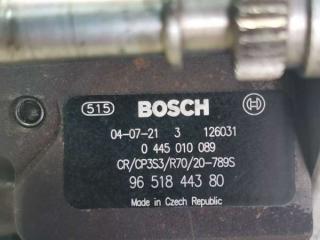 515 BOSCH
04-07-21 3 126031
0 445 010 089
CR/CP3S3/R70/20-789S
96 518 443 80
Made in Czech Republic